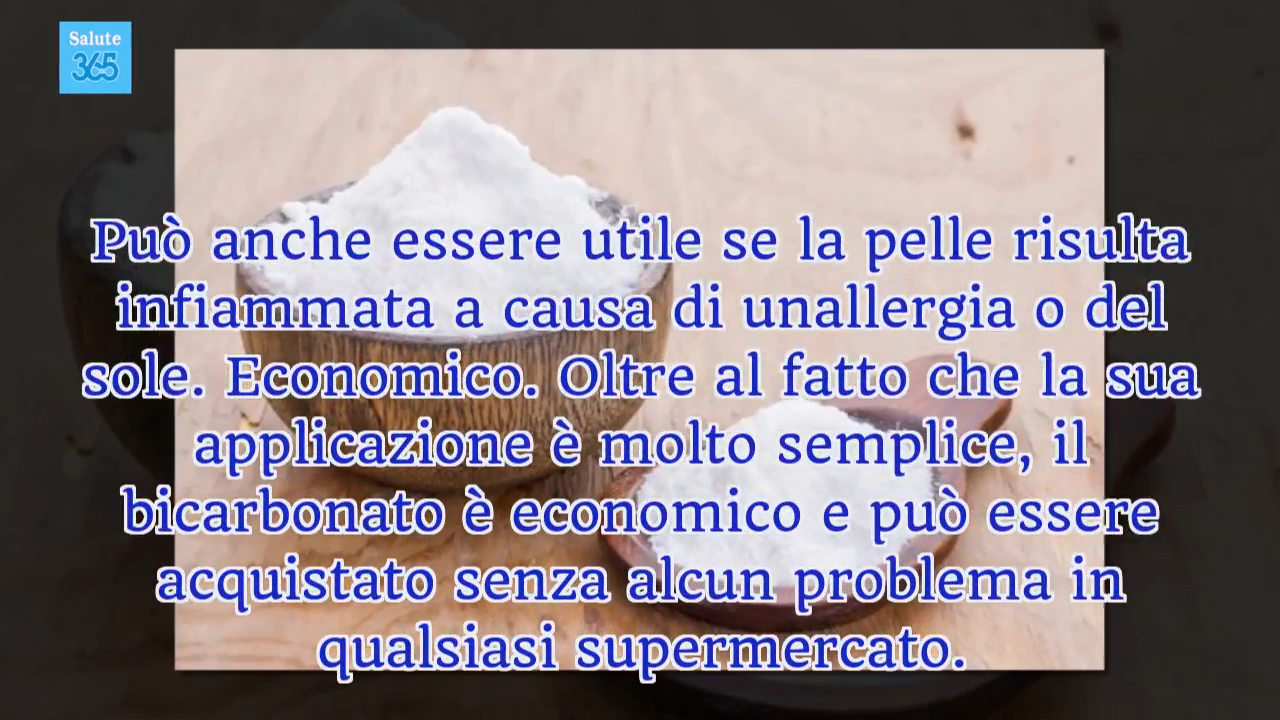 Salute
365
Può anche essere utile se la pelle risulta
infiammata a causa di unallergia o del
sole. Economico. Oltre al fatto che la sua
applicazione è molto semplice, il
bicarbonato è economico e può essere
acquistato senza alcun problema in
qualsiasi supermercato.